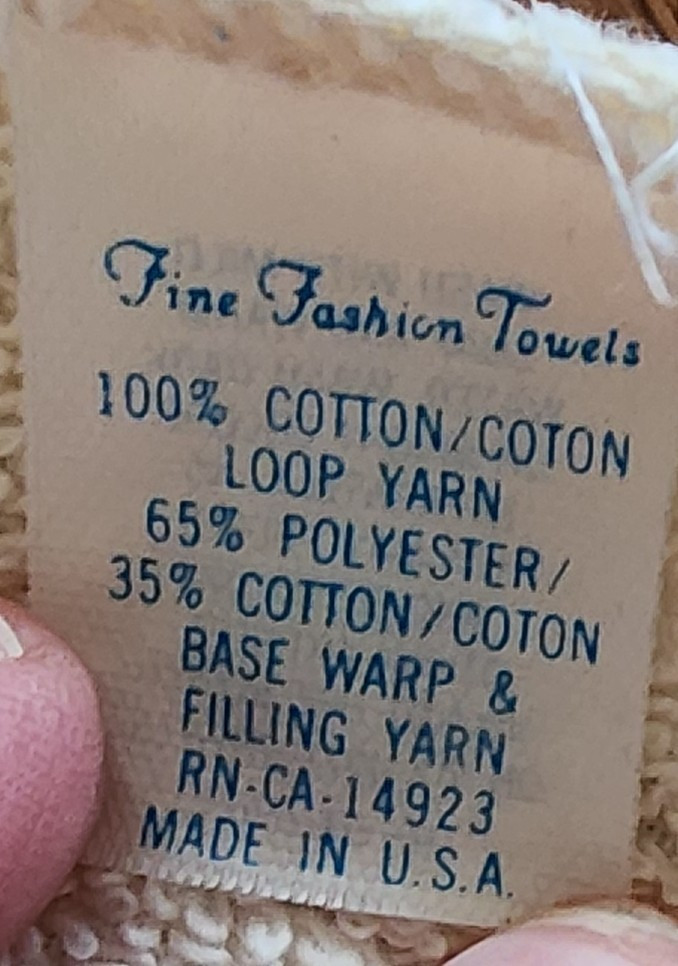 Fine Fashion Towels
100% COTTON/COTON
LOOP YARN
65% POLYESTER/
35% COTTON/COTON
BASE WARP &
FILLING YARN
RN-CA-14923
MADE IN U.S.A.